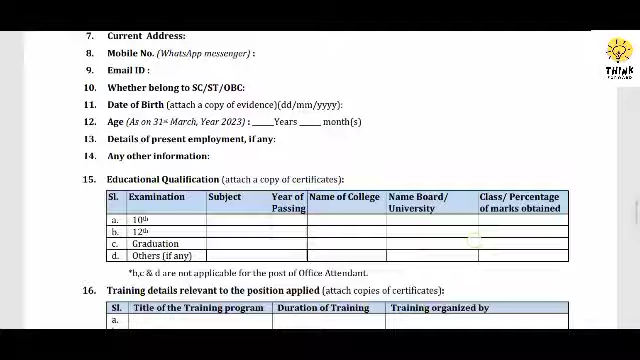 7. Current Address:
8. Mobile No. (WhatsApp messenger) :
9. Email ID :
10. Whether belong to SC/ST/OBC:
11. Date of Birth (attach a copy of evidence)(dd/mm/yyyy):
12. Age (As on 31st March, Year 2023) : _____Years _____ month(s)
13. Details of present employment, if any:
14. Any other information:
15. Educational Qualification (attach a copy of certificates):
Sl. Examination Subject Year of Passing Name of College Name Board/ University Class/ Percentage of marks obtained
a. 10th
b. 12th
c. Graduation
d. Others (if any)
*b,c & d are not applicable for the post of Office Attendant.
16. Training details relevant to the position applied (attach copies of certificates):
Sl. Title of the Training program Duration of Training Training organized by
a.
THINK
FORWARD